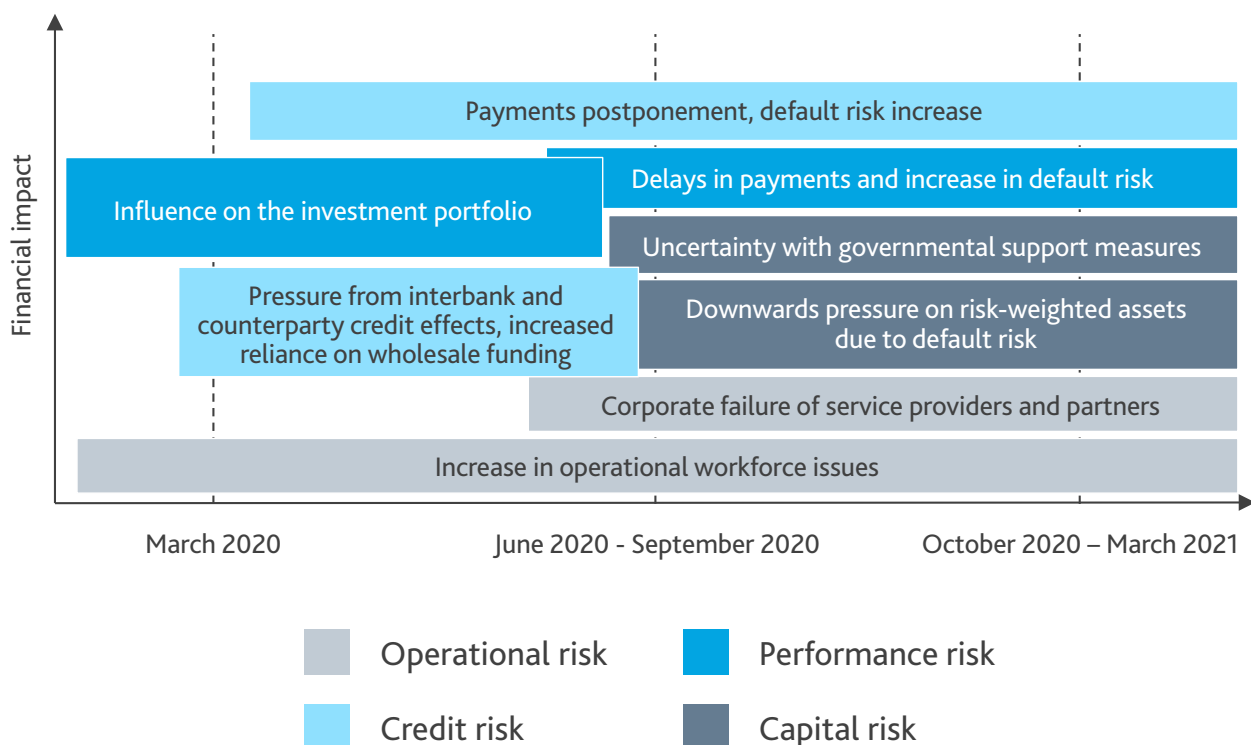 Financial impact
Payments postponement, default risk increase
Delays in payments and increase in default risk
Influence on the investment portfolio
Uncertainty with governmental support measures
Pressure from interbank and
counterparty credit effects, increased
reliance on wholesale funding
Downwards pressure on risk-weighted assets
due to default risk
Corporate failure of service providers and partners
Increase in operational workforce issues
March 2020
June 2020 - September 2020
October 2020 – March 2021
Operational risk
Performance risk
Credit risk
Capital risk